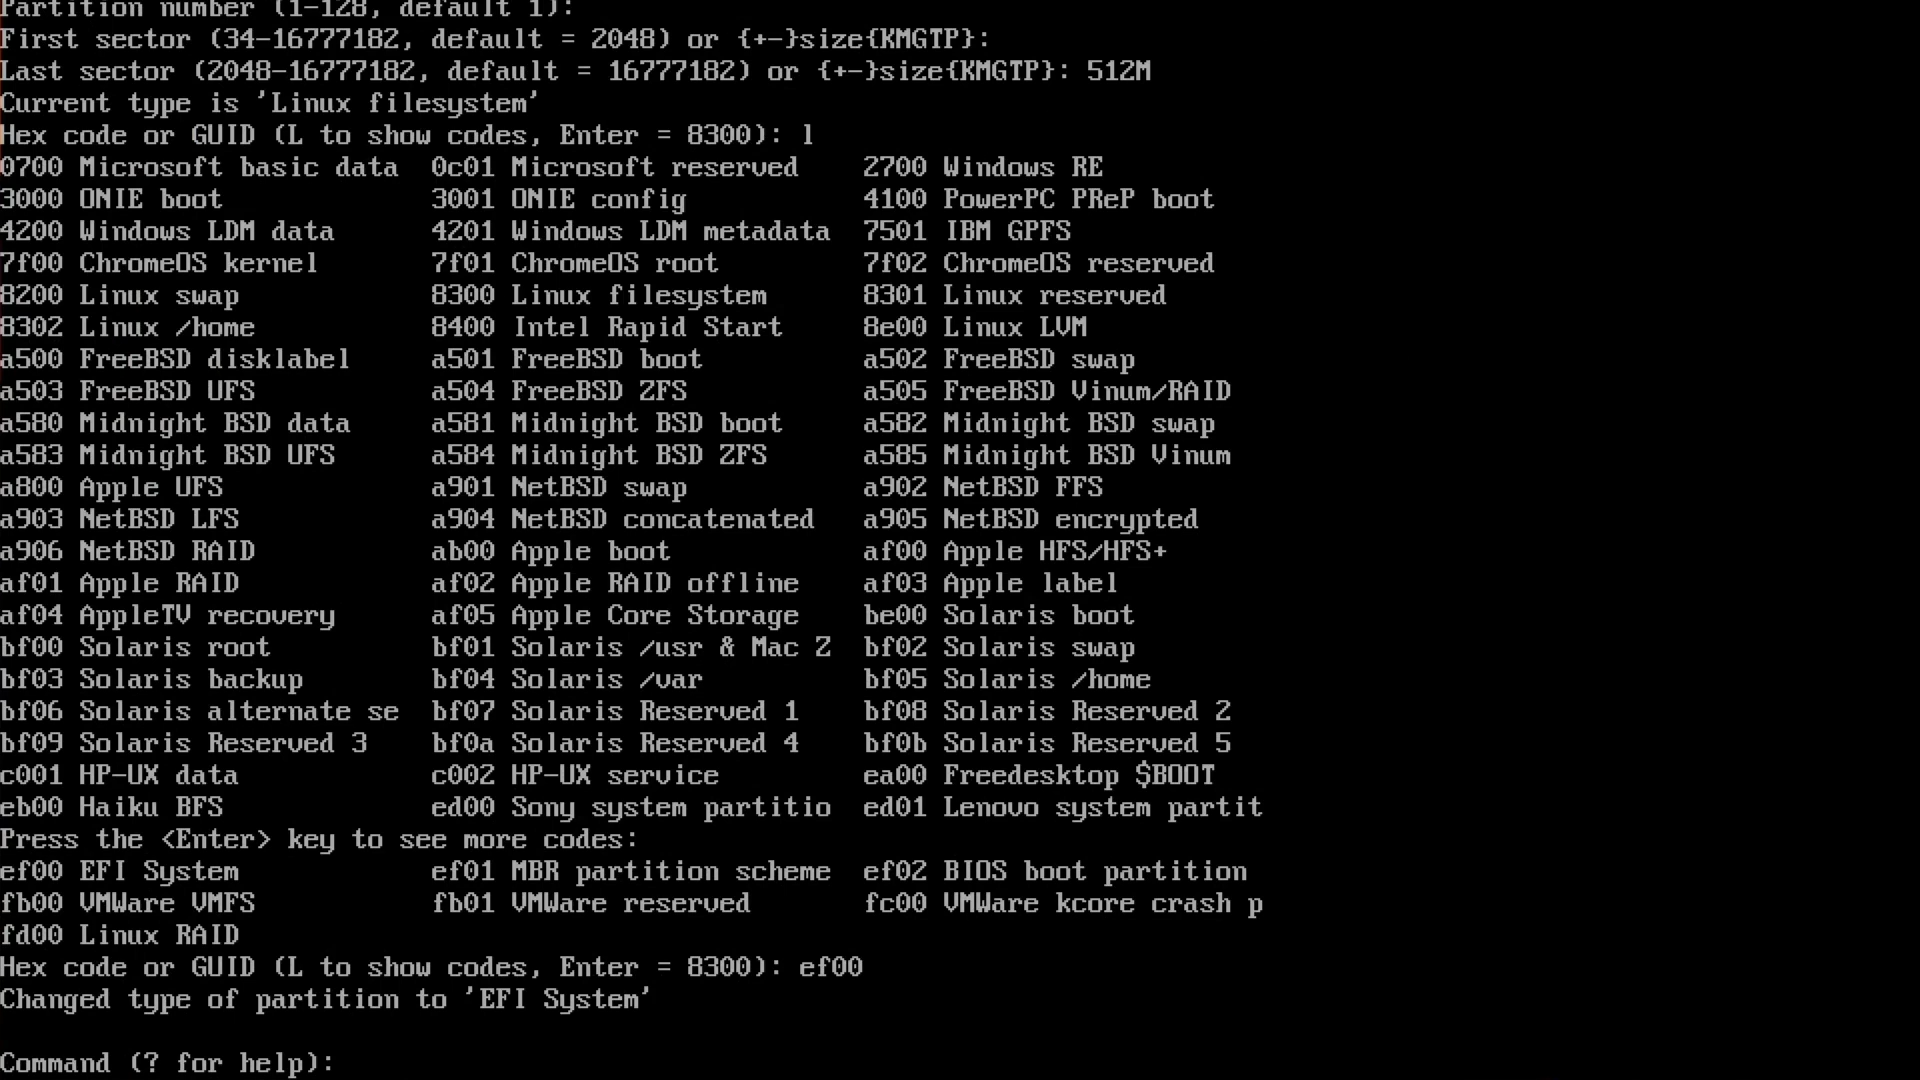 Partition number (1-128, default 1):
First sector (34-16777182, default = 2048) or {+-}size{KMGTP}:
Last sector (2048-16777182, default = 16777182) or {+-}size{KMGTP}: 512M
Current type is 'Linux filesystem'
Hex code or GUID (L to show codes, Enter = 8300): l
0700 Microsoft basic data  0c01 Microsoft reserved    2700 Windows RE
3000 ONIE boot             3001 ONIE config           4100 PowerPC PReP boot
4200 Windows LDM data      4201 Windows LDM metadata  7501 IBM GPFS
7f00 ChromeOS kernel       7f01 ChromeOS root         7f02 ChromeOS reserved
8200 Linux swap            8300 Linux filesystem      8301 Linux reserved
8302 Linux /home           8400 Intel Rapid Start     8e00 Linux LVM
a500 FreeBSD disklabel     a501 FreeBSD boot          a502 FreeBSD swap
a503 FreeBSD UFS           a504 FreeBSD ZFS           a505 FreeBSD Vinum/RAID
a580 Midnight BSD data     a581 Midnight BSD boot     a582 Midnight BSD swap
a583 Midnight BSD UFS      a584 Midnight BSD ZFS      a585 Midnight BSD Vinum
a800 Apple UFS             a901 NetBSD swap           a902 NetBSD FFS
a903 NetBSD LFS            a904 NetBSD concatenated   a905 NetBSD encrypted
a906 NetBSD RAID           ab00 Apple boot            af00 Apple HFS/HFS+
af01 Apple RAID            af02 Apple RAID offline    af03 Apple label
af04 AppleTV recovery      af05 Apple Core Storage    be00 Solaris boot
bf00 Solaris root          bf01 Solaris /usr & Mac Z  bf02 Solaris swap
bf03 Solaris backup        bf04 Solaris /var          bf05 Solaris /home
bf06 Solaris alternate se  bf07 Solaris Reserved 1    bf08 Solaris Reserved 2
bf09 Solaris Reserved 3    bf0a Solaris Reserved 4    bf0b Solaris Reserved 5
c001 HP-UX data            c002 HP-UX service         ea00 Freedesktop $BOOT
eb00 Haiku BFS             ed00 Sony system partitio  ed01 Lenovo system partit
Press the <Enter> key to see more codes:
ef00 EFI System            ef01 MBR partition scheme  ef02 BIOS boot partition
fb00 VMWare VMFS           fb01 VMWare reserved       fc00 VMWare kcore crash p
fd00 Linux RAID
Hex code or GUID (L to show codes, Enter = 8300): ef00
Changed type of partition to 'EFI System'
Command (? for help):